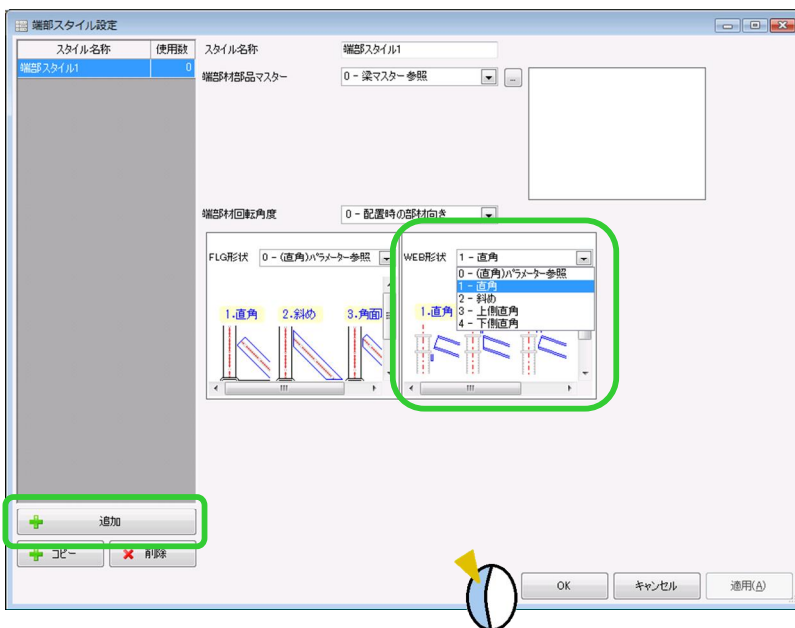 端部スタイル設定
スタイル名称 使用数
端部スタイル1 0
スタイル名称 端部スタイル1
端部材部品マスター 0 - 梁マスター参照 ...
端部材回転角度 0 - 配置時の部材向き
FLG形状 0 - (直角)パラメーター参照
1.直角 2.斜め 3.角面
WEB形状 1 - 直角
0 - (直角)パラメーター参照
1 - 直角
2 - 斜め
3 - 上側直角
4 - 下側直角
1.直角
追加
コピー 削除
OK キャンセル 適用(A)